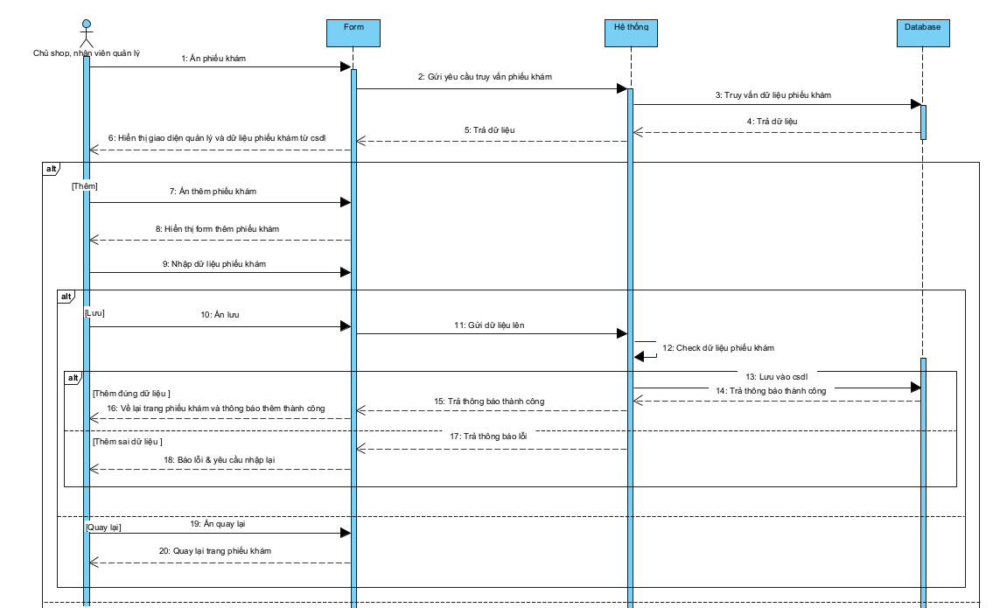 Form
Hệ thống
Database
Chủ shop, nhân viên quản lý
1: Ấn phiếu khám
2: Gửi yêu cầu truy vấn phiếu khám
3: Truy vấn dữ liệu phiếu khám
4: Trả dữ liệu
5: Trả dữ liệu
6: Hiển thị giao diện quản lý và dữ liệu phiếu khám từ csdl
alt
[Thêm]
7: Ấn thêm phiếu khám
8: Hiển thị form thêm phiếu khám
9: Nhập dữ liệu phiếu khám
alt
[Lưu]
10: Ấn lưu
11: Gửi dữ liệu lên
12: Check dữ liệu phiếu khám
alt
13: Lưu vào csdl
[Thêm đúng dữ liệu ]
14: Trả thông báo thành công
15: Trả thông báo thành công
16: Về lại trang phiếu khám và thông báo thêm thành công
[Thêm sai dữ liệu ]
17: Trả thông báo lỗi
18: Báo lỗi & yêu cầu nhập lại
[Quay lại]
19: Ấn quay lại
20: Quay lại trang phiếu khám